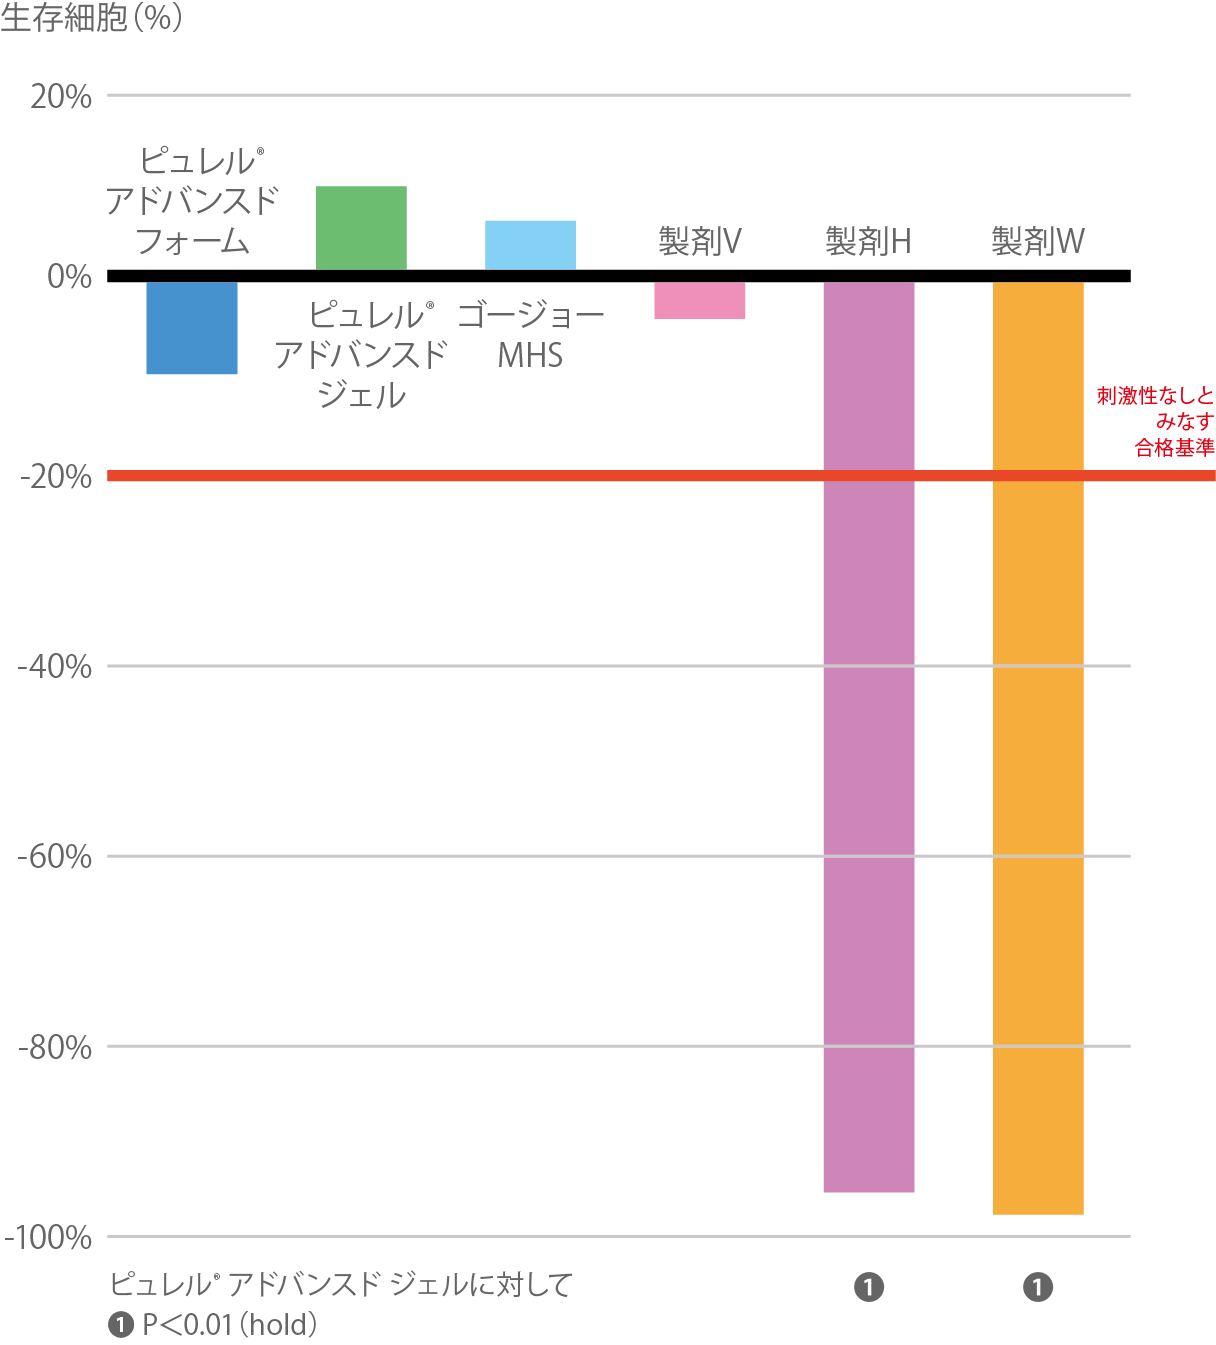 生存細胞（%）
20%
ピュレル®
アドバンスド
フォーム
製剤V
製剤H
製剤W
0%
ピュレル®
アドバンスド
ジェル
ゴージョー
MHS
刺激性なしと
みなす
合格基準
-20%
-40%
-60%
-80%
-100%
ピュレル® アドバンスド ジェルに対して
❶ P＜0.01（hold）
❶
❶